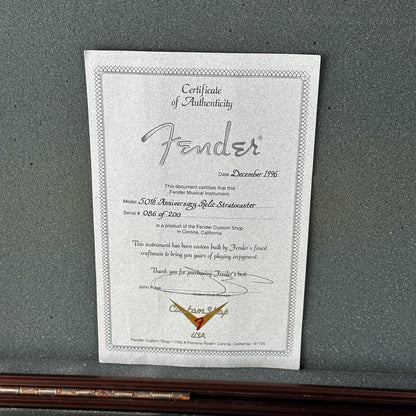 Certificate
of Authenticity
Fender®
Date: December 1996
This document certifies that this
Fender Musical Instrument,
Model: 50th Anniversary Relic Stratocaster
Serial #: 086 of 200
is a product of the Fender Custom Shop
in Corona, California.
This instrument has been custom built by Fender's finest
craftsmen to bring you years of playing enjoyment.
Thank you for purchasing Fender's best.
John Page
Custom Shop Manager
Custom Shop
USA
Fender Custom Shop • 1163 A Pomona Road • Corona, California • 91720